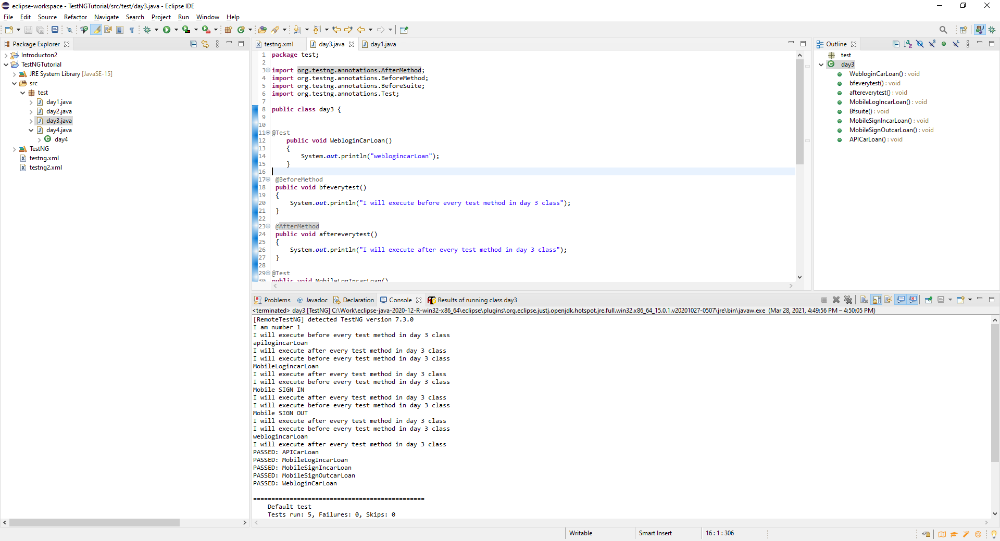 eclipse-workspace - TestNGTutorial/src/test/day3.java - Eclipse IDE
File Edit Source Refactor Navigate Search Project Run Window Help
Package Explorer
Introducton2
TestNGTutorial
JRE System Library [JavaSE-15]
src
test
day1.java
day2.java
day3.java
day4.java
day4
TestNG
testng.xml
testng2.xml
testng.xml day3.java day1.java
1 package test;
2
3 import org.testng.annotations.AfterMethod;
4 import org.testng.annotations.BeforeMethod;
5 import org.testng.annotations.BeforeSuite;
6 import org.testng.annotations.Test;
7
8 public class day3 {
9
10
11 @Test
12 public void WebloginCarLoan()
13 {
14 System.out.println("weblogincarLoan");
15 }
16
17 @BeforeMethod
18 public void bfeverytest()
19 {
20 System.out.println("I will execute before every test method in day 3 class");
21 }
22
23 @AfterMethod
24 public void aftereverytest()
25 {
26 System.out.println("I will execute after every test method in day 3 class");
27 }
28
29 @Test
30 public void MobileLogIncarLoan()
Outline
test
day3
WebloginCarLoan() : void
bfeverytest() : void
aftereverytest() : void
MobileLogIncarLoan() : void
Bfsuite() : void
MobileSignIncarLoan() : void
MobileSignOutcarLoan() : void
APICarLoan() : void
Problems @ Javadoc Declaration Console Results of running class day3
<terminated> day3 [TestNG] C:\Work\eclipse-java-2020-12-R-win32-x86_64\eclipse\plugins\org.eclipse.justj.openjdk.hotspot.jre.full.win32.x86_64_15.0.1.v20201027-0507\jre\bin\javaw.exe (Mar 28, 2021, 4:49:56 PM – 4:50:05 PM)
[RemoteTestNG] detected TestNG version 7.3.0
I am number 1
I will execute before every test method in day 3 class
apilogincarLoan
I will execute after every test method in day 3 class
I will execute before every test method in day 3 class
MobileLogincarLoan
I will execute after every test method in day 3 class
I will execute before every test method in day 3 class
Mobile SIGN IN
I will execute after every test method in day 3 class
I will execute before every test method in day 3 class
Mobile SIGN OUT
I will execute after every test method in day 3 class
I will execute before every test method in day 3 class
weblogincarLoan
I will execute after every test method in day 3 class
PASSED: APICarLoan
PASSED: MobileLogIncarLoan
PASSED: MobileSignIncarLoan
PASSED: MobileSignOutcarLoan
PASSED: WebloginCarLoan
===============================================
Default test
Tests run: 5, Failures: 0, Skips: 0
Writable Smart Insert 16 : 1 : 306